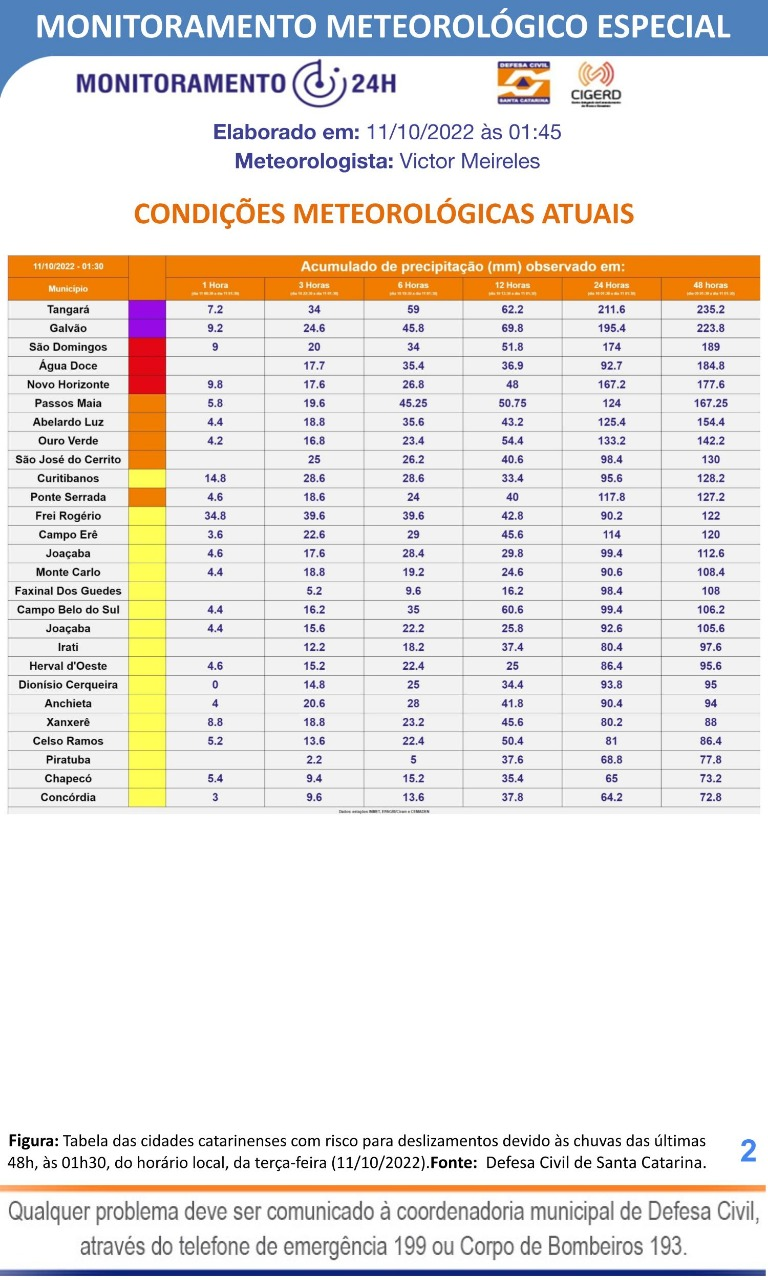 MONITORAMENTO METEOROLÓGICO ESPECIAL
MONITORAMENTO 24H
DEFESA CIVIL
SANTA CATARINA
CIGERD
Elaborado em: 11/10/2022 às 01:45
Meteorologista: Victor Meireles
CONDIÇÕES METEOROLÓGICAS ATUAIS
11/10/2022 - 01:30 Acumulado de precipitação (mm) observado em:
Município 1 Hora 3 Horas 6 Horas 12 Horas 24 Horas 48 horas
Tangará 7.2 34 59 62.2 211.6 235.2
Galvão 9.2 24.6 45.8 69.8 195.4 223.8
São Domingos 9 20 34 51.8 174 189
Água Doce 17.7 35.4 36.9 92.7 184.8
Novo Horizonte 9.8 17.6 26.8 48 167.2 177.6
Passos Maia 5.8 19.6 45.25 50.75 124 167.25
Abelardo Luz 4.4 18.8 35.6 43.2 125.4 154.4
Ouro Verde 4.2 16.8 23.4 54.4 133.2 142.2
São José do Cerrito 25 26.2 40.6 98.4 130
Curitibanos 14.8 28.6 28.6 33.4 95.6 128.2
Ponte Serrada 4.6 18.6 24 40 117.8 127.2
Frei Rogério 34.8 39.6 39.6 42.8 90.2 122
Campo Erê 3.6 22.6 29 45.6 114 120
Joaçaba 4.6 17.6 28.4 29.8 99.4 112.6
Monte Carlo 4.4 18.8 19.2 24.6 90.6 108.4
Faxinal Dos Guedes 5.2 9.6 16.2 98.4 108
Campo Belo do Sul 4.4 16.2 35 60.6 99.4 106.2
Joaçaba 4.4 15.6 22.2 25.8 92.6 105.6
Irati 12.2 18.2 37.4 80.4 97.6
Herval d'Oeste 4.6 15.2 22.4 25 86.4 95.6
Dionísio Cerqueira 0 14.8 25 34.4 93.8 95
Anchieta 4 20.6 28 41.8 90.4 94
Xanxerê 8.8 18.8 23.2 45.6 80.2 88
Celso Ramos 5.2 13.6 22.4 50.4 81 86.4
Piratuba 2.2 5 37.6 68.8 77.8
Chapecó 5.4 9.4 15.2 35.4 65 73.2
Concórdia 3 9.6 13.6 37.8 64.2 72.8
Figura: Tabela das cidades catarinenses com risco para deslizamentos devido às chuvas das últimas
48h, às 01h30, do horário local, da terça-feira (11/10/2022).Fonte: Defesa Civil de Santa Catarina.
2
Qualquer problema deve ser comunicado à coordenadoria municipal de Defesa Civil,
através do telefone de emergência 199 ou Corpo de Bombeiros 193.